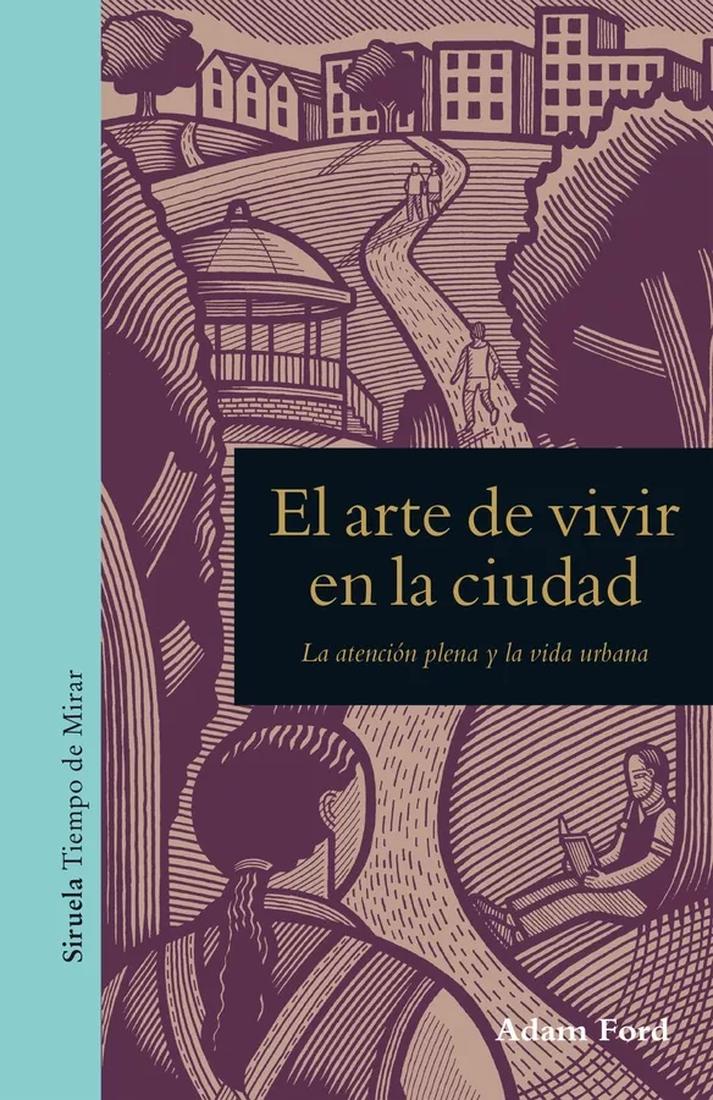 El arte de vivir
en la ciudad
La atención plena y la vida urbana
Siruela Tiempo de Mirar
Adam Ford